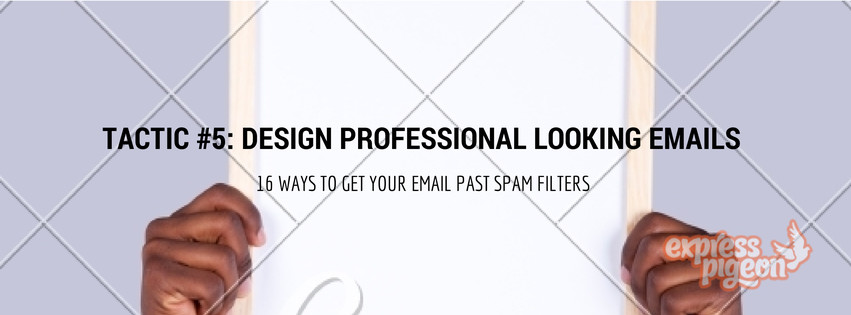 TACTIC #5: DESIGN PROFESSIONAL LOOKING EMAILS
16 WAYS TO GET YOUR EMAIL PAST SPAM FILTERS
express
pigeon